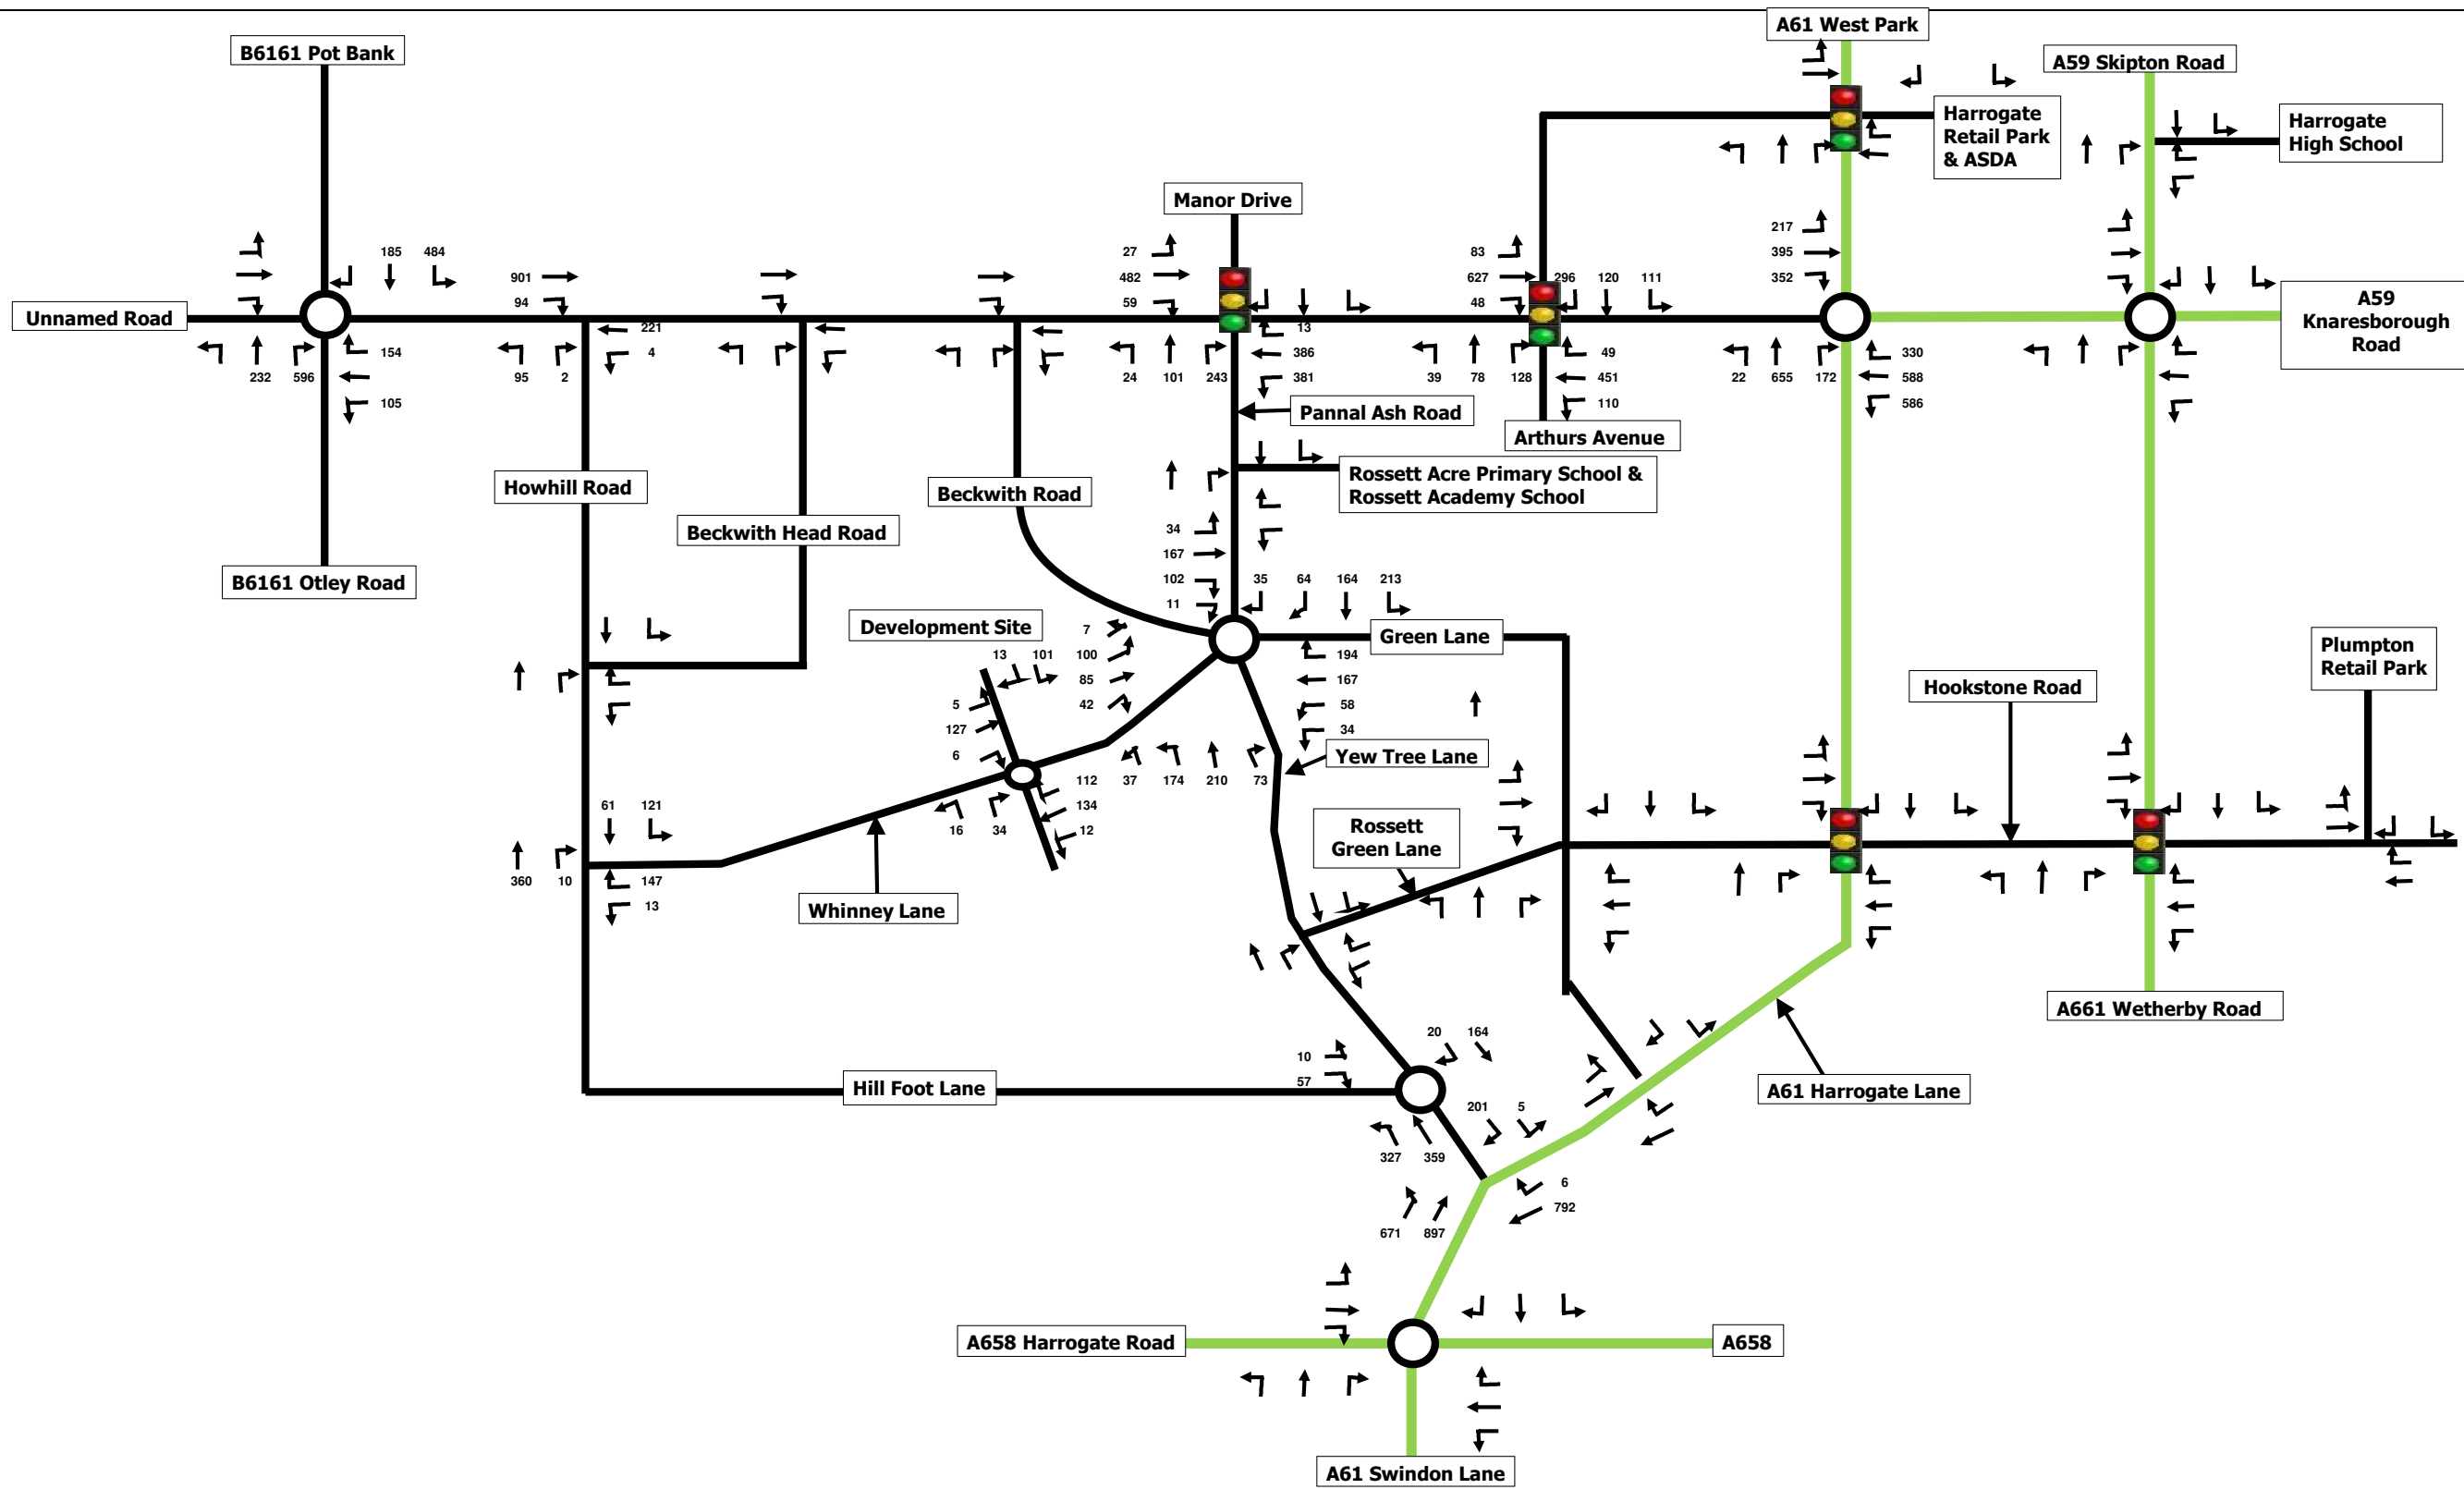 A61 West Park
B6161 Pot Bank
A59 Skipton Road
Harrogate
Retail Park
& ASDA
Harrogate
High School
Manor Drive
217
185 484
27
83
395
901
482
627
296 120 111
352
94
59
48
A59
Knaresborough
Road
Unnamed Road
221
13
154
4
386
49
330
232 596
95 2
24 101 243
381
39 78 128
451
22 655 172
588
105
110
586
Pannal Ash Road
Arthurs Avenue
Rossett Acre Primary School &
Rossett Academy School
Howhill Road
Beckwith Road
Beckwith Head Road
34
167
B6161 Otley Road
102
35 64 164 213
11
Development Site
7
Green Lane
13 101
100
194
85
167
5
42
58
127
34
6
Plumpton
Retail Park
Hookstone Road
Yew Tree Lane
112
37 174 210 73
134
12
16 34
61 121
Rossett
Green Lane
360 10
147
13
Whinney Lane
A661 Wetherby Road
20 164
10
57
Hill Foot Lane
A61 Harrogate Lane
201 5
327 359
6
792
671 897
A658 Harrogate Road
A658
A61 Swindon Lane